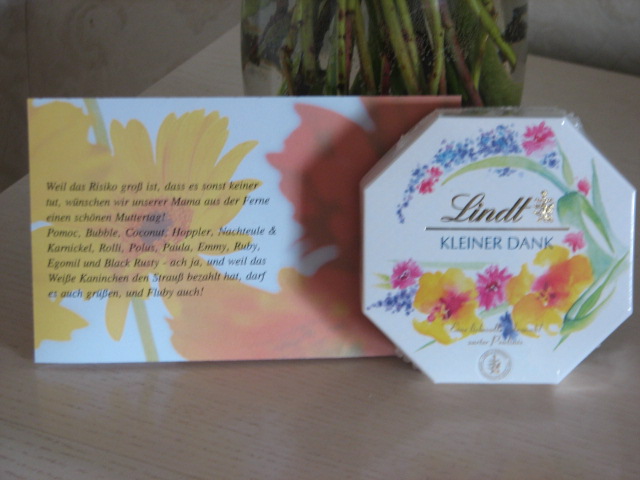 Weil das Risiko groß ist, dass es sonst keiner
tut, wünschen wir unserer Mama aus der Ferne
einen schönen Muttertag!
Pomoc, Bubble, Coconut, Hoppler, Nachteule &
Karnickel, Rolli, Polus, Paula, Emmy, Ruby,
Egomil und Black Rusty - ach ja, und weil das
Weiße Kaninchen den Strauß bezahlt hat, darf
es auch grüßen, und Fluby auch!
Lindt
KLEINER DANK